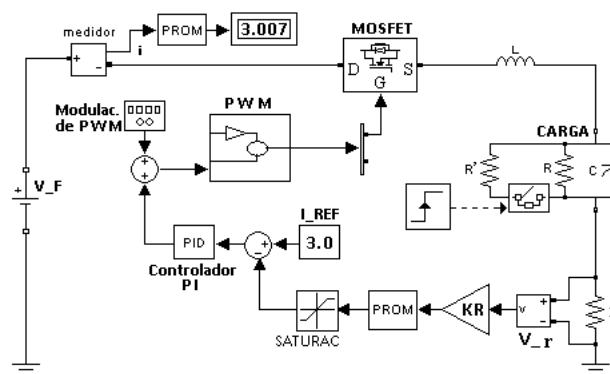 medidor
+
-
i
PROM
3.007
MOSFET
D
S
G
L
Modulac.
de PWM
PWM
+
+
V_F
+
CARGA
R'
R
C
I_REF
3.0
PID
Controlador
PI
-
+
SATURAC
PROM
KR
v
+
-
V_r